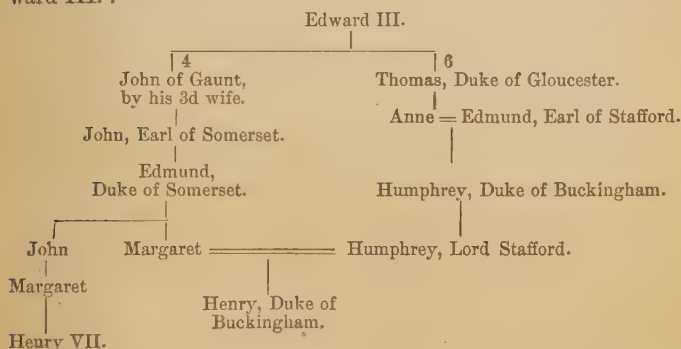 ward III. :
Edward III.
4 6
John of Gaunt, Thomas, Duke of Gloucester.
by his 3d wife.
Anne = Edmund, Earl of Stafford.
John, Earl of Somerset.
Edmund,
Duke of Somerset. Humphrey, Duke of Buckingham.
John Margaret = Humphrey, Lord Stafford.
Margaret
Henry, Duke of
Buckingham.
Henry VII.